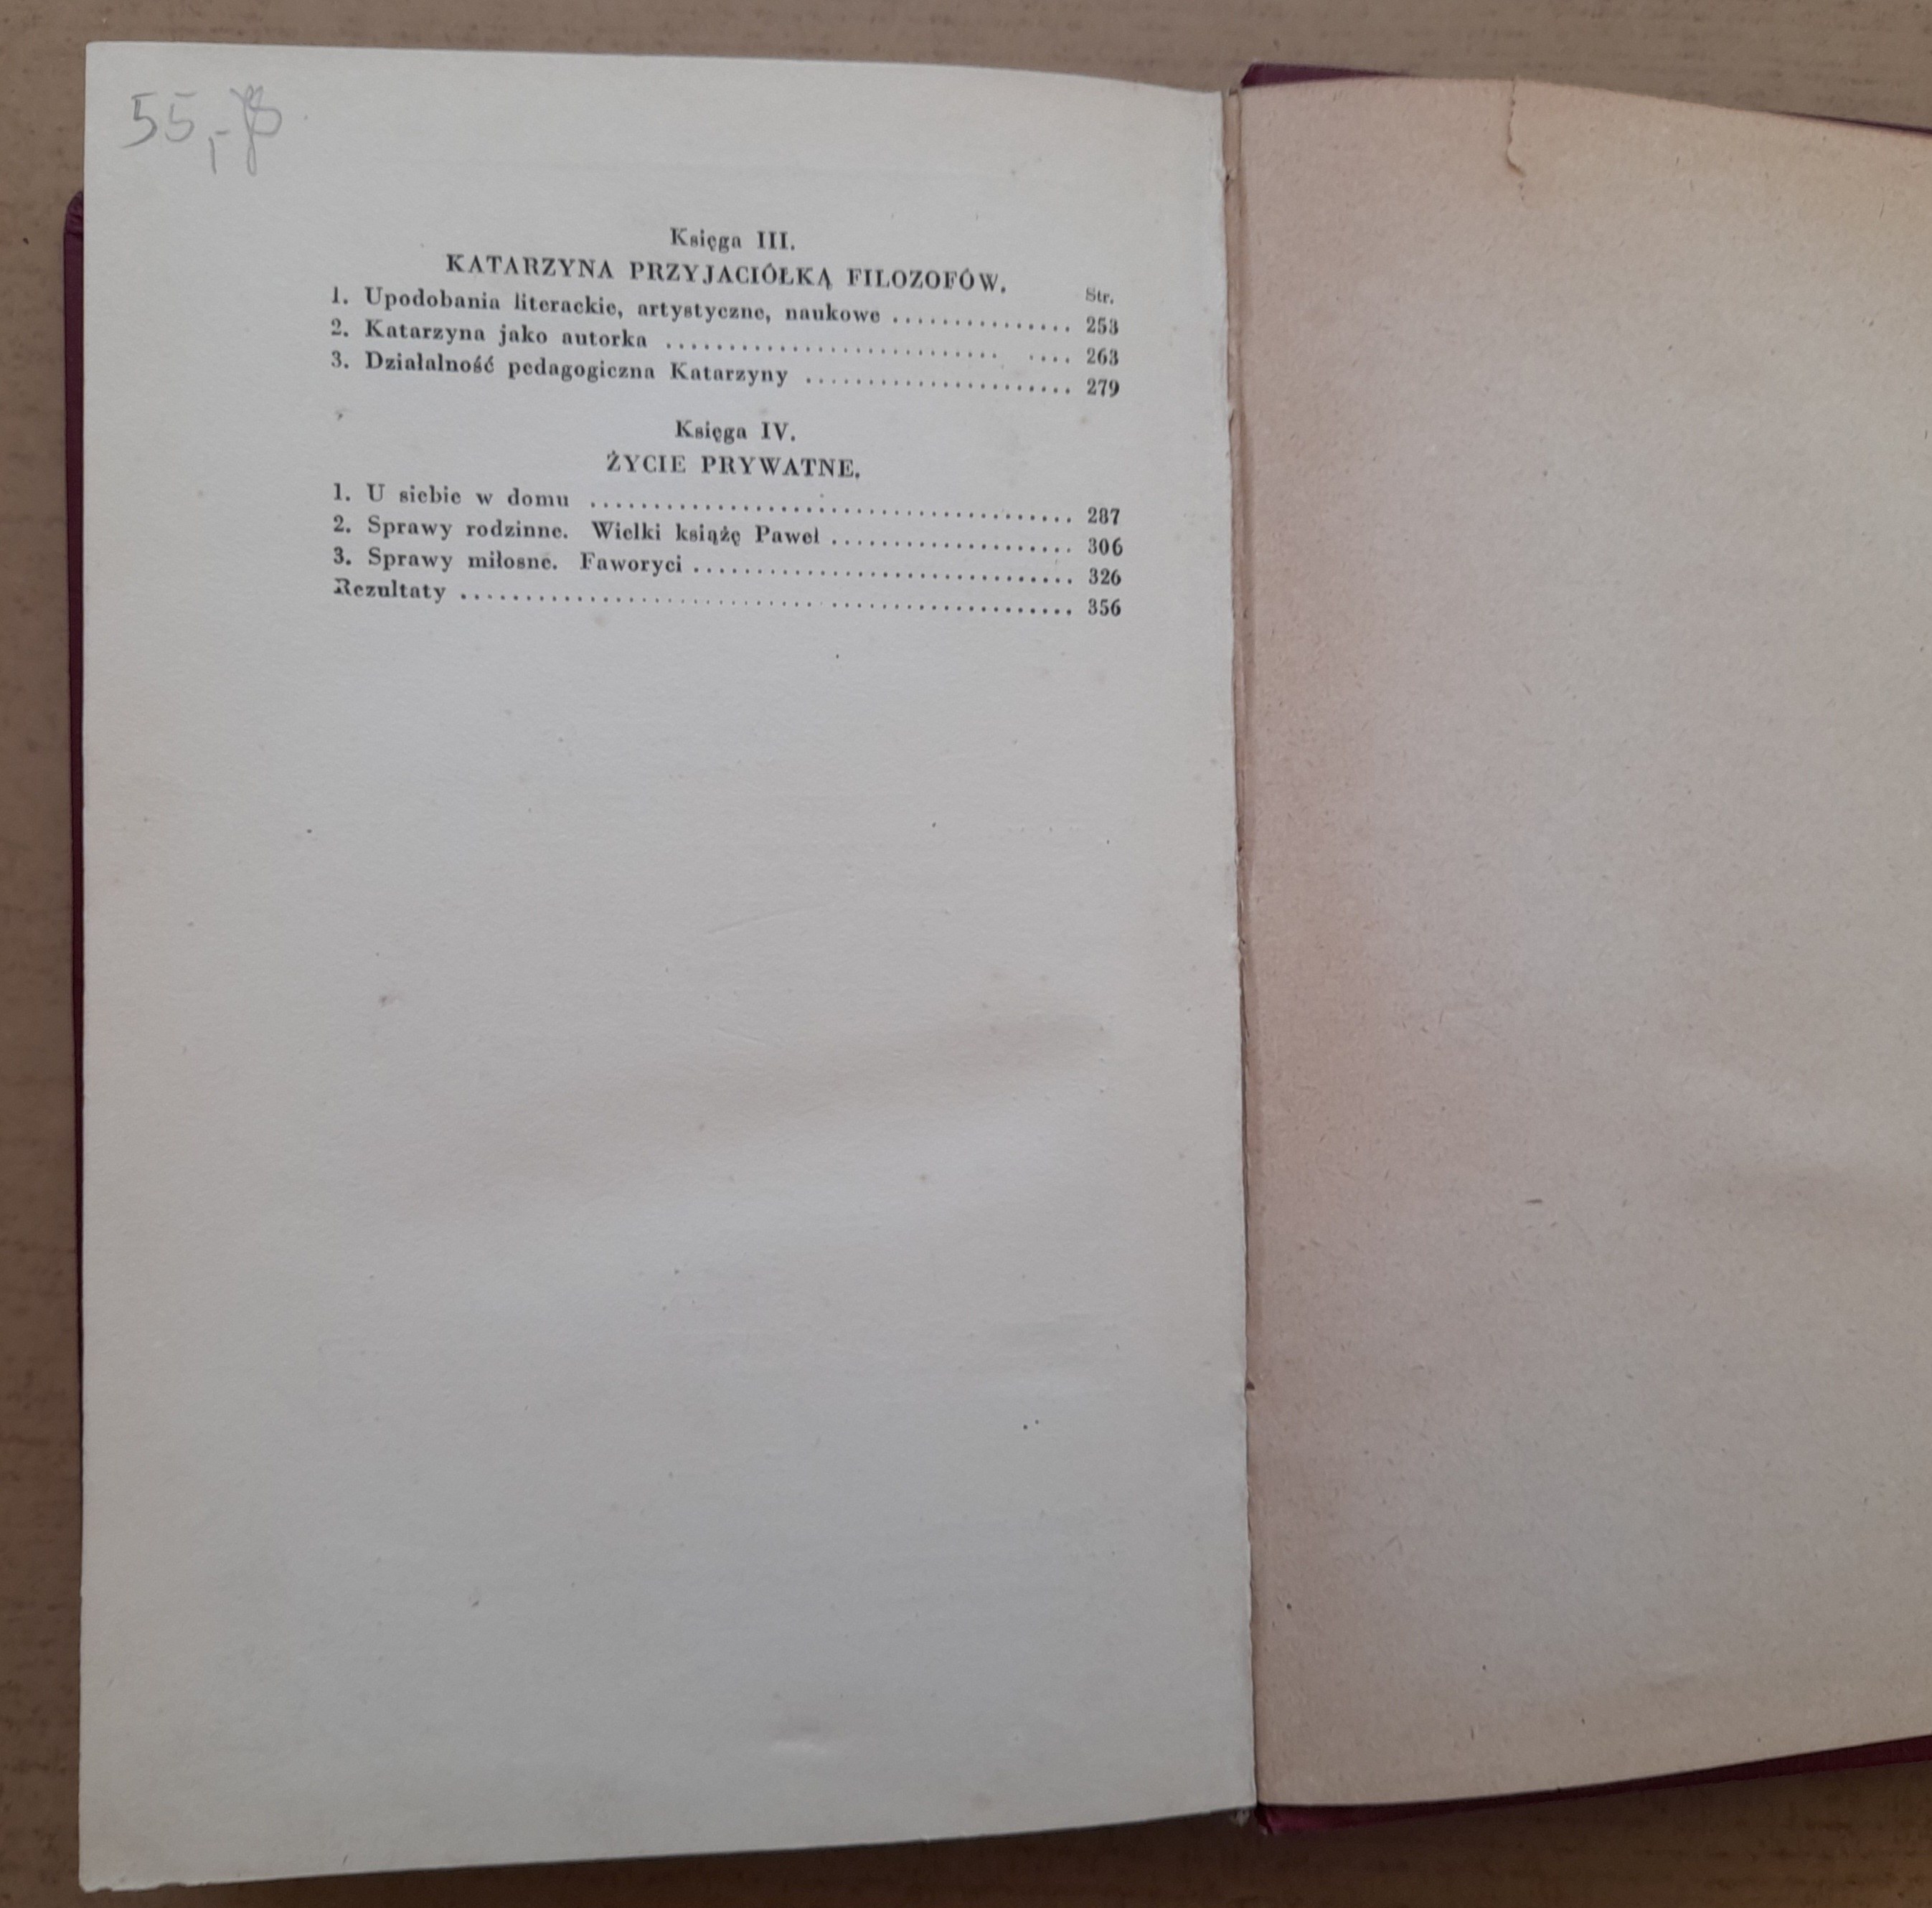 55,-
Księga III.
KATARZYNA PRZYJACIÓŁKĄ FILOZOFÓW.
Str.
1. Upodobania literackie, artystyczne, naukowe ............... 253
2. Katarzyna jako autorka ........................... .... 263
3. Działalność pedagogiczna Katarzyny ...................... 279
Księga IV.
ŻYCIE PRYWATNE.
1. U siebie w domu ....................................... 287
2. Sprawy rodzinne. Wielki książę Paweł .................... 306
3. Sprawy miłosne. Faworyci ............................... 326
Rezultaty ................................................. 356